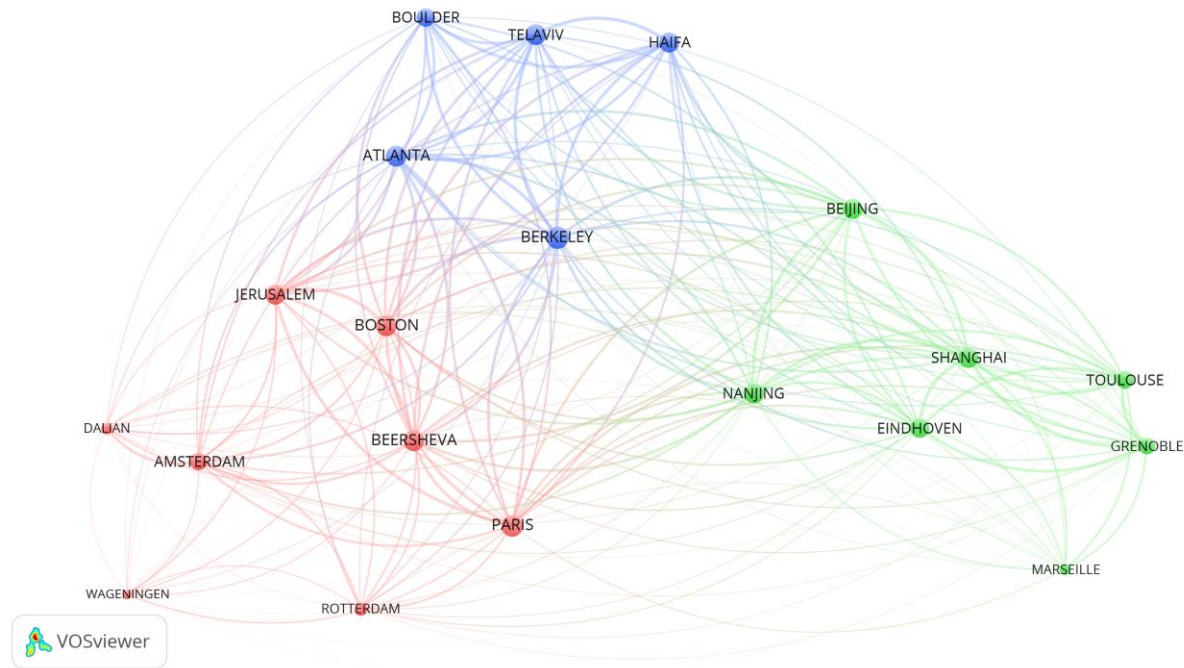 BOULDER
TELAVIV
HAIFA
ATLANTA
BEIJING
BERKELEY
JERUSALEM
BOSTON
SHANGHAI
TOULOUSE
NANJING
DALIAN
EINDHOVEN
BEERSHEVA
GRENOBLE
AMSTERDAM
PARIS
MARSEILLE
WAGENINGEN
ROTTERDAM
VOSviewer